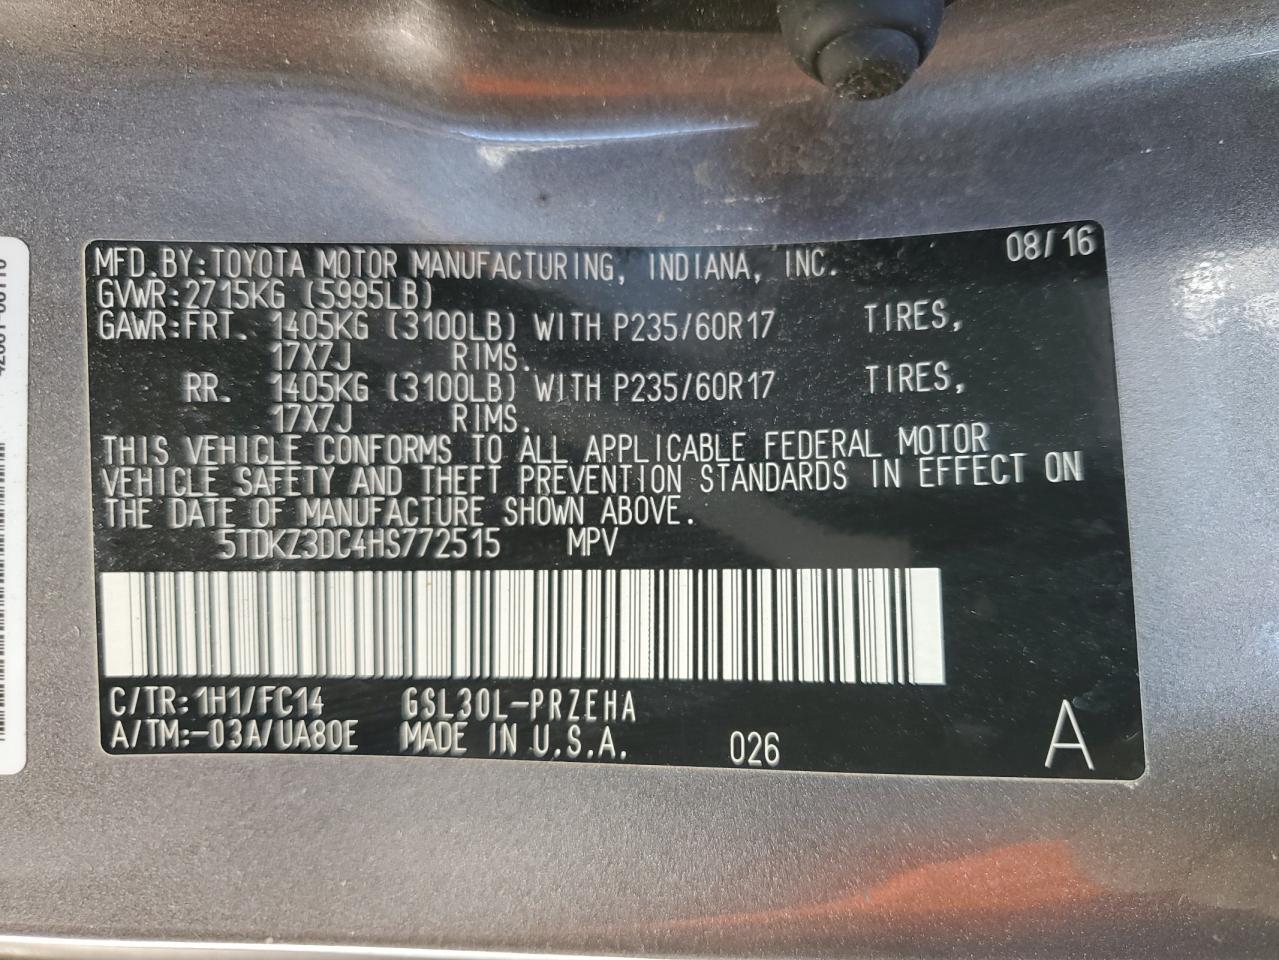 MFD.BY:TOYOTA MOTOR MANUFACTURING, INDIANA, INC. 08/16
GVWR:2715KG (5995LB)
GAWR:FRT. 1405KG (3100LB) WITH P235/60R17 TIRES,
17X7J RIMS.
RR. 1405KG (3100LB) WITH P235/60R17 TIRES,
17X7J RIMS.
THIS VEHICLE CONFORMS TO ALL APPLICABLE FEDERAL MOTOR
VEHICLE SAFETY AND THEFT PREVENTION STANDARDS IN EFFECT ON
THE DATE OF MANUFACTURE SHOWN ABOVE.
5TDKZ3DC4HS772515 MPV
C/TR:1H1/FC14 GSL30L-PRZEHA
A/TM:-03A/UA80E MADE IN U.S.A. 026 A